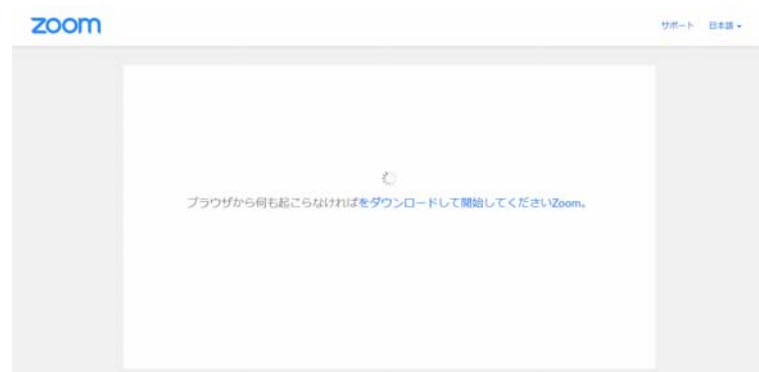 zoom
サポート 日本語
ブラウザから何も起こらなければをダウンロードして開始してくださいZoom。